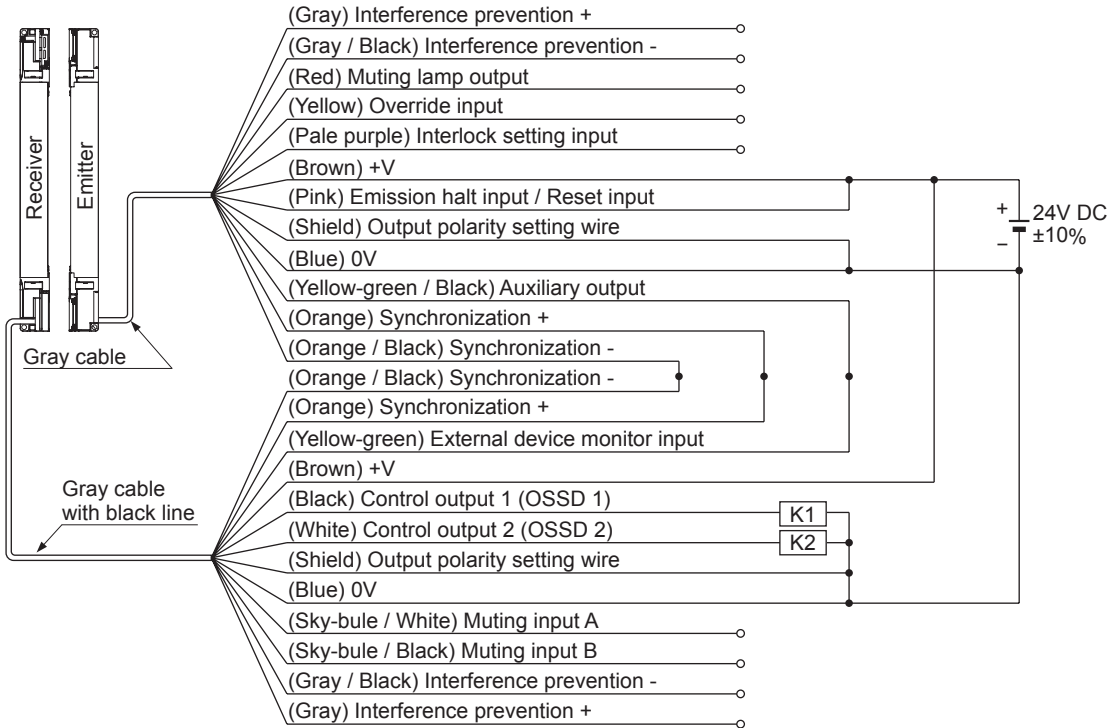 (Gray) Interference prevention +
(Gray / Black) Interference prevention -
(Red) Muting lamp output
(Yellow) Override input
(Pale purple) Interlock setting input
(Brown) +V
(Pink) Emission halt input / Reset input
(Shield) Output polarity setting wire
(Blue) 0V
(Yellow-green / Black) Auxiliary output
(Orange) Synchronization +
(Orange / Black) Synchronization -
(Orange / Black) Synchronization -
(Orange) Synchronization +
(Yellow-green) External device monitor input
(Brown) +V
(Black) Control output 1 (OSSD 1)
(White) Control output 2 (OSSD 2)
(Shield) Output polarity setting wire
(Blue) 0V
(Sky-bule / White) Muting input A
(Sky-bule / Black) Muting input B
(Gray / Black) Interference prevention -
(Gray) Interference prevention +
Receiver
Emitter
Gray cable
Gray cable
with black line
K1
K2
+
−
24V DC
±10%